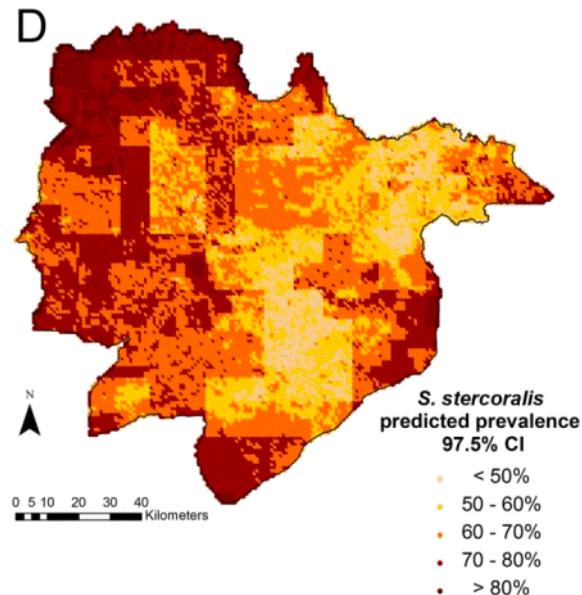 D
N
0 5 10 20 30 40
Kilometers
S. stercoralis
predicted prevalence
97.5% CI
< 50%
50 - 60%
60 - 70%
70 - 80%
> 80%